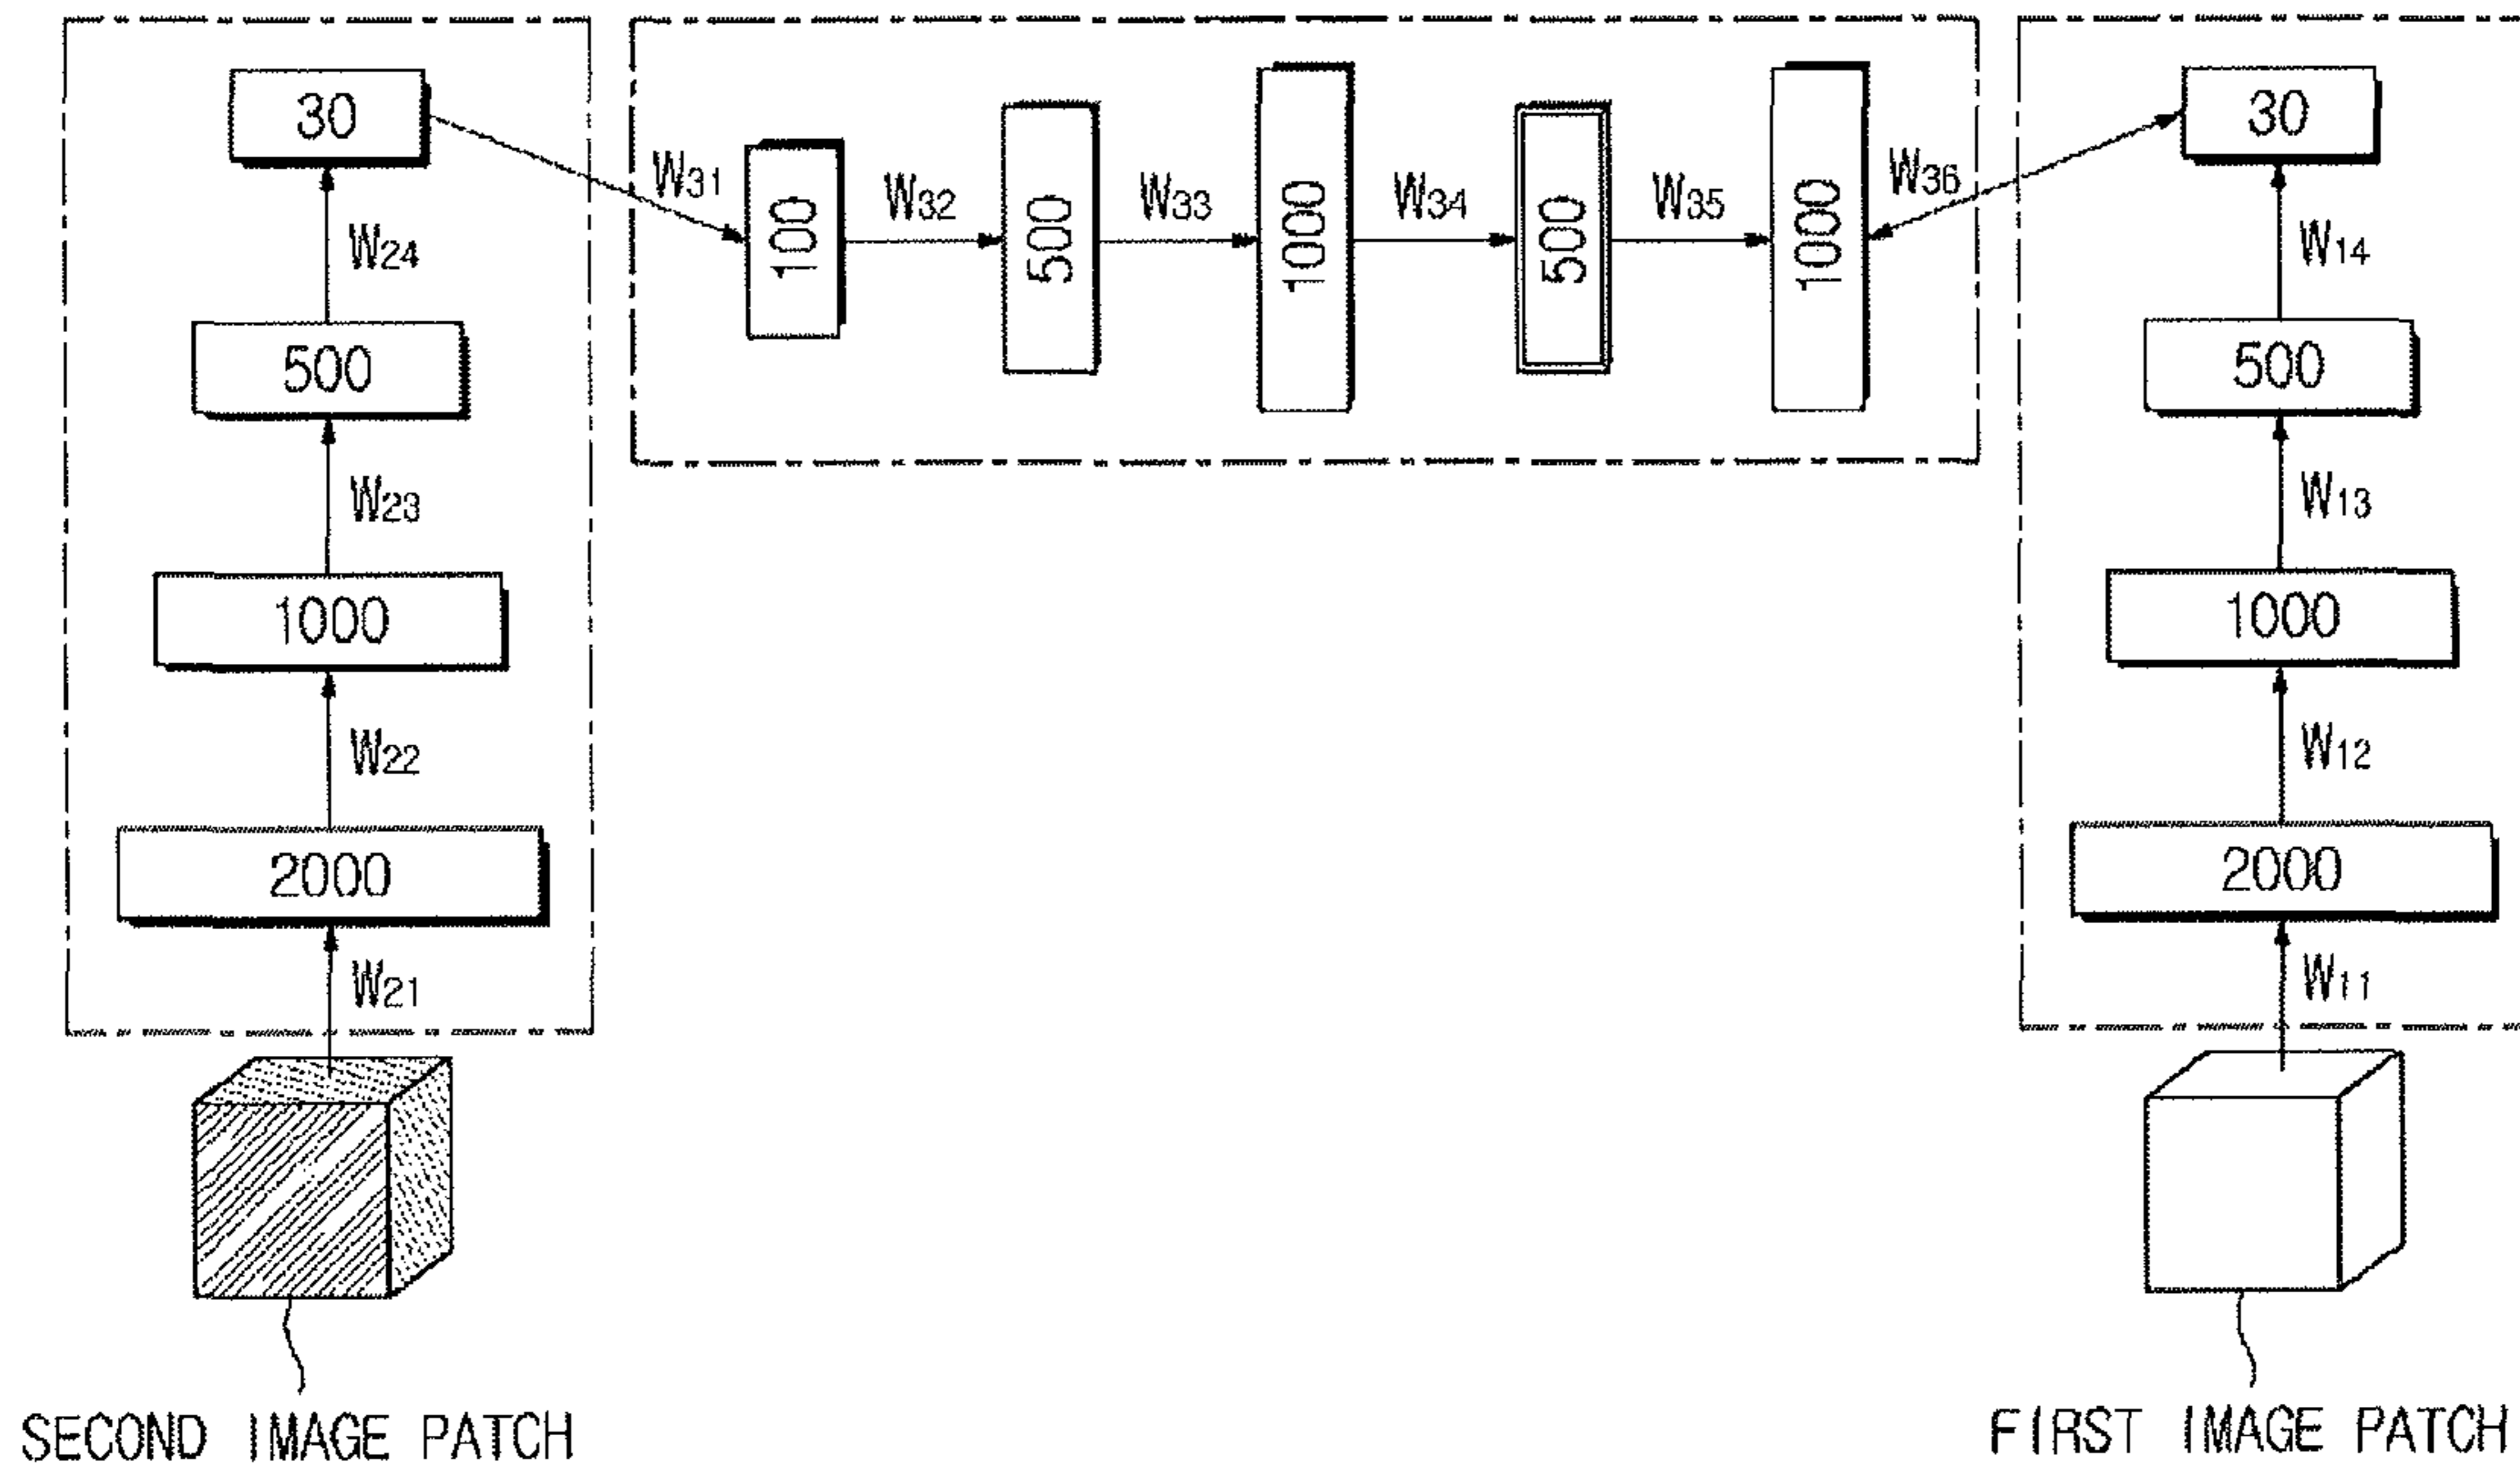 30
W24
500
W23
1000
W22
2000
W21
SECOND IMAGE PATCH
W31
100
W32
500
W33
1000
W34
500
W35
1000
W36
30
W14
500
W13
1000
W12
2000
W11
FIRST IMAGE PATCH